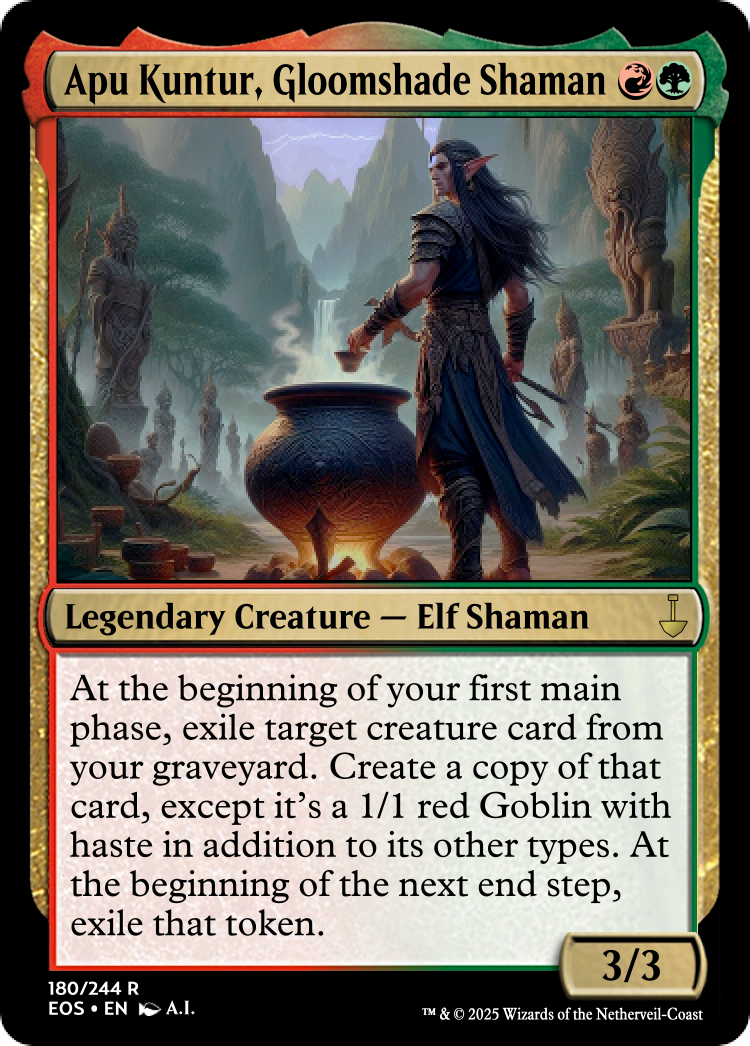 Apu Kuntur, Gloomshade Shaman
Legendary Creature — Elf Shaman
At the beginning of your first main
phase, exile target creature card from
your graveyard. Create a copy of that
card, except it’s a 1/1 red Goblin with
haste in addition to its other types. At
the beginning of the next end step,
exile that token.
3/3
180/244 R
EOS • EN A.I.
™ & © 2025 Wizards of the Netherveil-Coast